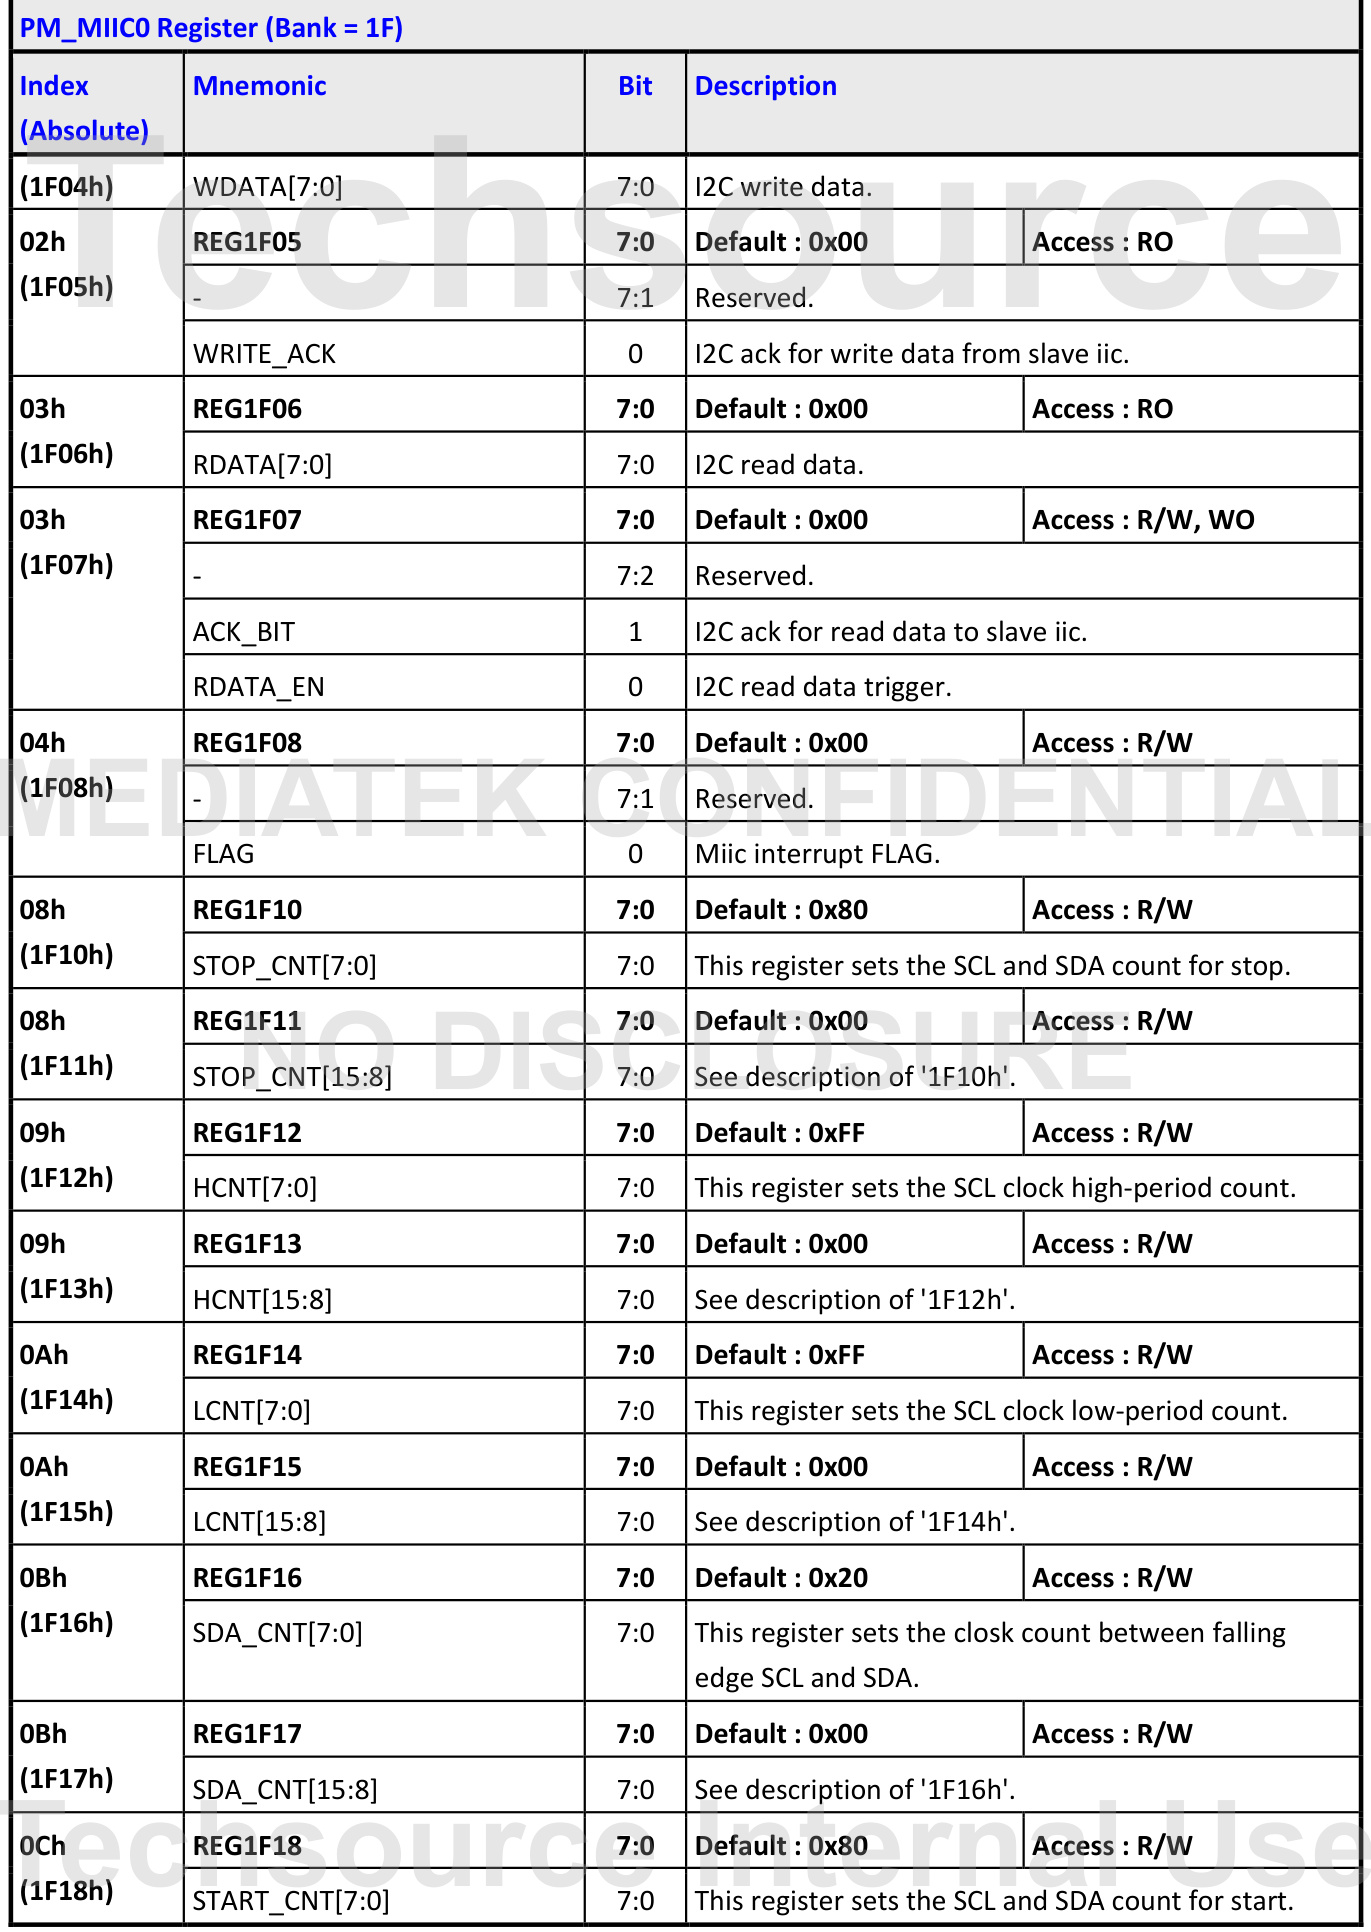 PM_MIIC0 Register (Bank = 1F)
Index (Absolute) Mnemonic Bit Description
(1F04h) WDATA[7:0] 7:0 I2C write data.
02h (1F05h) REG1F05 7:0 Default : 0x00 Access : RO
- 7:1 Reserved.
WRITE_ACK 0 I2C ack for write data from slave iic.
03h (1F06h) REG1F06 7:0 Default : 0x00 Access : RO
RDATA[7:0] 7:0 I2C read data.
03h (1F07h) REG1F07 7:0 Default : 0x00 Access : R/W, WO
- 7:2 Reserved.
ACK_BIT 1 I2C ack for read data to slave iic.
RDATA_EN 0 I2C read data trigger.
04h (1F08h) REG1F08 7:0 Default : 0x00 Access : R/W
- 7:1 Reserved.
FLAG 0 Miic interrupt FLAG.
08h (1F10h) REG1F10 7:0 Default : 0x80 Access : R/W
STOP_CNT[7:0] 7:0 This register sets the SCL and SDA count for stop.
08h (1F11h) REG1F11 7:0 Default : 0x00 Access : R/W
STOP_CNT[15:8] 7:0 See description of '1F10h'.
09h (1F12h) REG1F12 7:0 Default : 0xFF Access : R/W
HCNT[7:0] 7:0 This register sets the SCL clock high-period count.
09h (1F13h) REG1F13 7:0 Default : 0x00 Access : R/W
HCNT[15:8] 7:0 See description of '1F12h'.
0Ah (1F14h) REG1F14 7:0 Default : 0xFF Access : R/W
LCNT[7:0] 7:0 This register sets the SCL clock low-period count.
0Ah (1F15h) REG1F15 7:0 Default : 0x00 Access : R/W
LCNT[15:8] 7:0 See description of '1F14h'.
0Bh (1F16h) REG1F16 7:0 Default : 0x20 Access : R/W
SDA_CNT[7:0] 7:0 This register sets the closk count between falling
edge SCL and SDA.
0Bh (1F17h) REG1F17 7:0 Default : 0x00 Access : R/W
SDA_CNT[15:8] 7:0 See description of '1F16h'.
0Ch (1F18h) REG1F18 7:0 Default : 0x80 Access : R/W
START_CNT[7:0] 7:0 This register sets the SCL and SDA count for start.
Techsource
MEDIATEK CONFIDENTIAL
NO DISCLOSURE
Techsource Internal Use